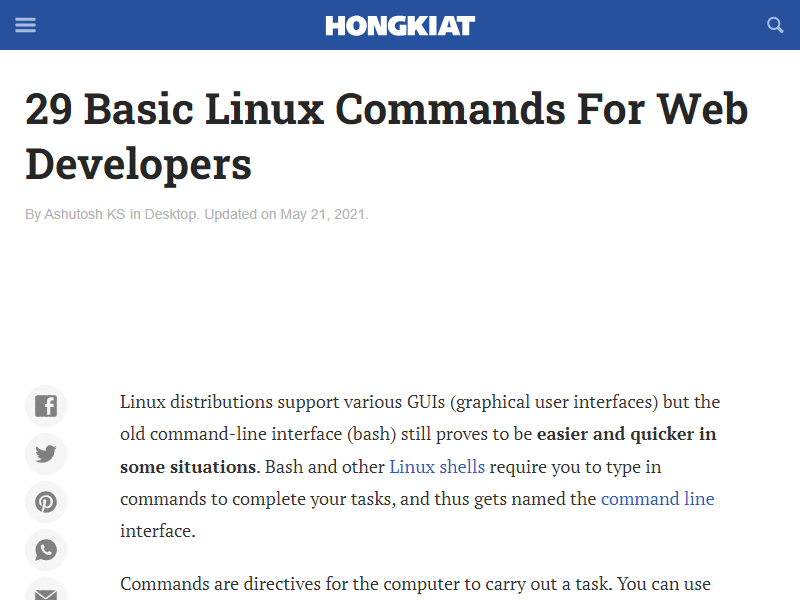 HONGKIAT
29 Basic Linux Commands For Web
Developers
By Ashutosh KS in Desktop. Updated on May 21, 2021.
Linux distributions support various GUIs (graphical user interfaces) but the
old command-line interface (bash) still proves to be easier and quicker in
some situations. Bash and other Linux shells require you to type in
commands to complete your tasks, and thus gets named the command line
interface.
Commands are directives for the computer to carry out a task. You can use